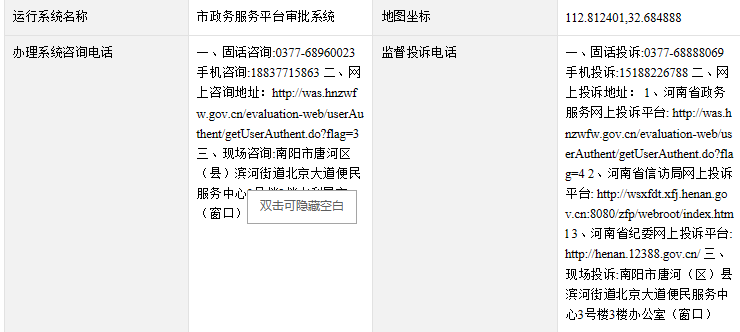 运行系统名称
市政务服务平台审批系统
地图坐标
112.812401,32.684888
办理系统咨询电话
一、固话咨询:0377-68960023
手机咨询:18837715863 二、网
上咨询地址：http://was.hnzwf
w.gov.cn/evaluation-web/userAu
thent/getUserAuthent.do?flag=3
三、现场咨询:南阳市唐河区
（县）滨河街道北京大道便民
服务中心
（窗口）
双击可隐藏空白
监督投诉电话
一、固话投诉:0377-68888069
手机投诉:15188226788 二、网
上投诉地址： 1、河南省政务
服务网上投诉平台: http://was.h
nzwfw.gov.cn/evaluation-web/us
erAuthent/getUserAuthent.do?fla
g=4 2、河南省信访局网上投诉
平台: http://wsxfdt.xfj.henan.go
v.cn:8080/zfp/webroot/index.htm
l 3、河南省纪委网上投诉平台:
http://henan.12388.gov.cn/ 三、
现场投诉:南阳市唐河（区）县
滨河街道北京大道便民服务中
心3号楼3楼办公室（窗口）